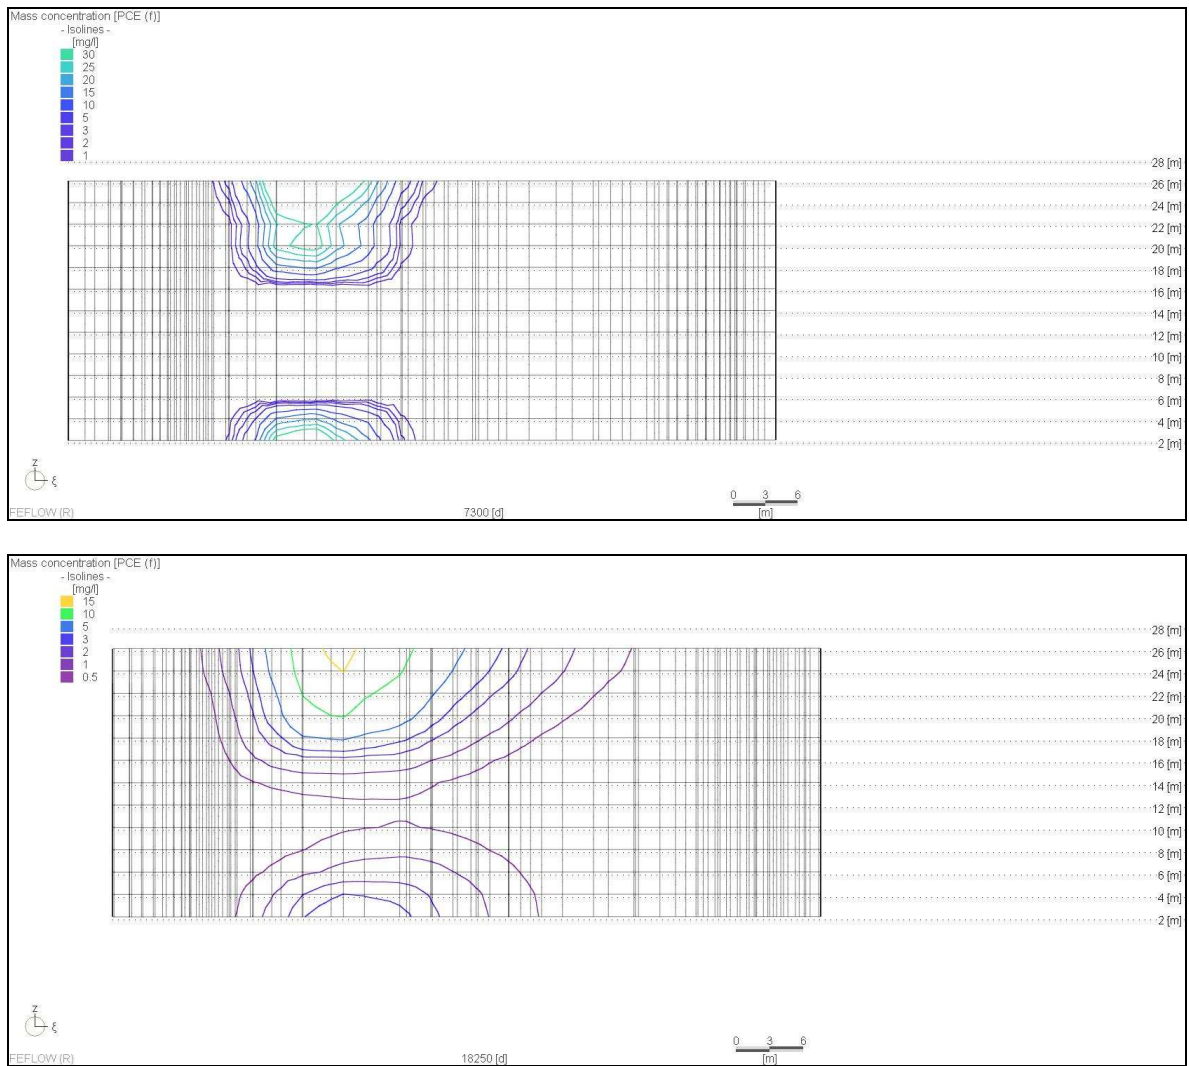 Mass concentration [PCE (f)]
- Isolines -
[mg/l]
30
25
20
15
10
5
3
2
1
28 [m]
26 [m]
24 [m]
22 [m]
20 [m]
18 [m]
16 [m]
14 [m]
12 [m]
10 [m]
8 [m]
6 [m]
4 [m]
2 [m]
z
ξ
0 3 6
FEFLOW (R) 7300 [d] [m]
Mass concentration [PCE (f)]
- Isolines -
[mg/l]
15
10
5
3
2
1
0.5
28 [m]
26 [m]
24 [m]
22 [m]
20 [m]
18 [m]
16 [m]
14 [m]
12 [m]
10 [m]
8 [m]
6 [m]
4 [m]
2 [m]
z
ξ
0 3 6
FEFLOW (R) 18250 [d] [m]